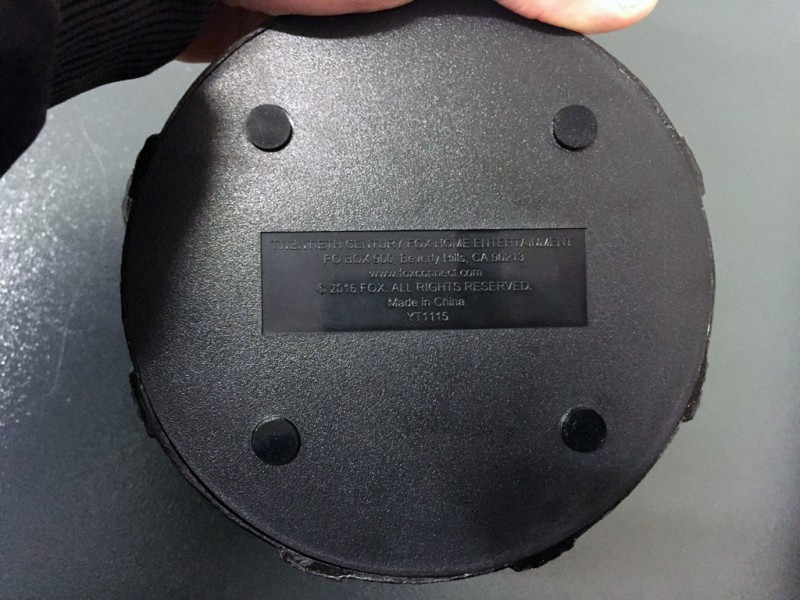 TWENTIETH CENTURY FOX HOME ENTERTAINMENT
PO BOX 900, Beverly Hills, CA 90213
www.foxconnect.com
© 2016 FOX. ALL RIGHTS RESERVED.
Made in China
YT1115